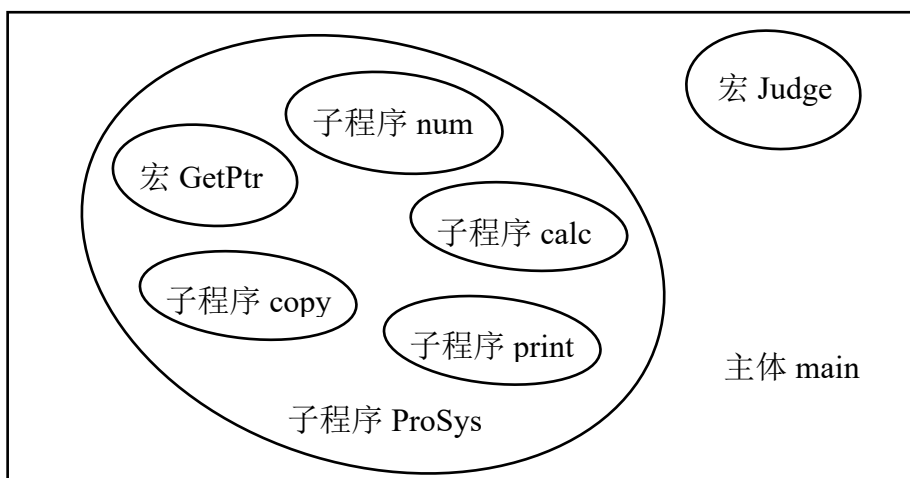 宏 Judge
子程序 num
宏 GetPtr
子程序 calc
子程序 copy
子程序 print
主体 main
子程序 ProSys